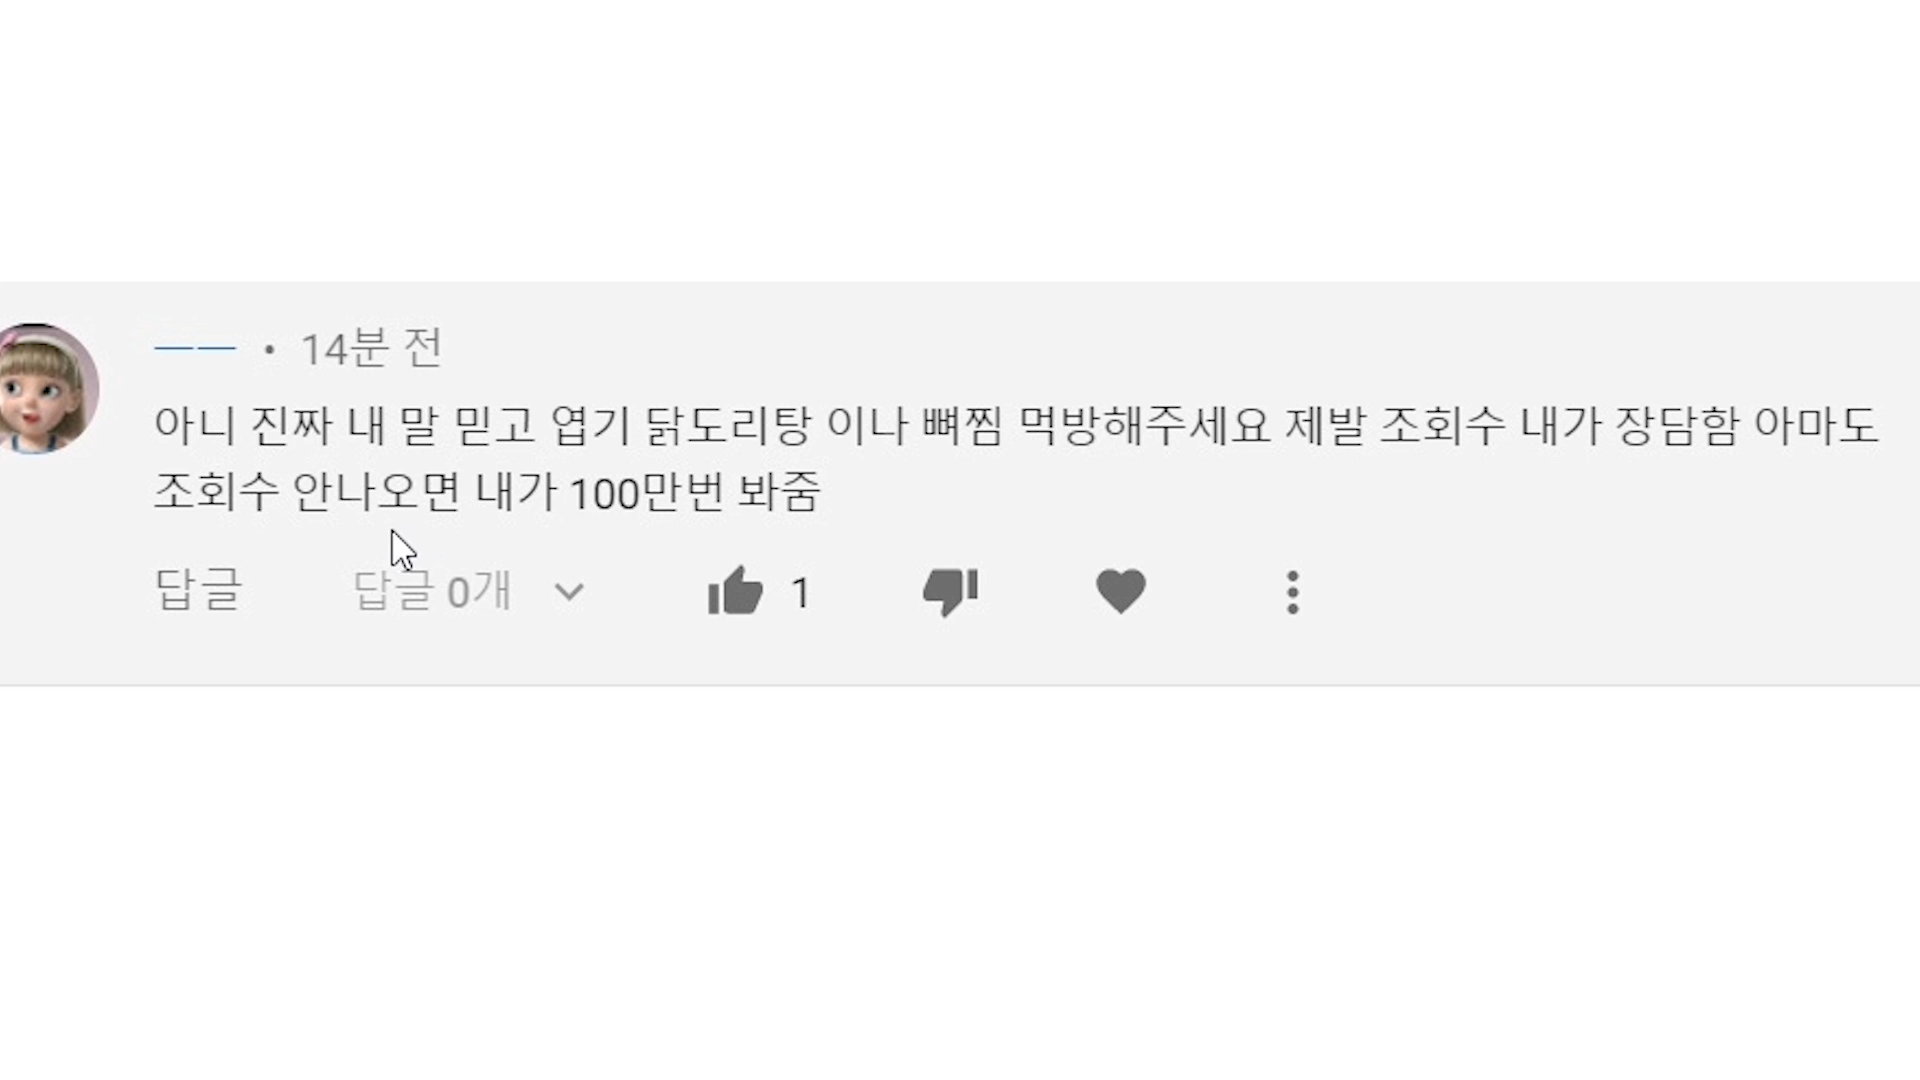 ㅡㅡ • 14분 전
아니 진짜 내 말 믿고 엽기 닭도리탕 이나 뼈찜 먹방해주세요 제발 조회수 내가 장담함 아마도
조회수 안나오면 내가 100만번 봐줌
답글 답글 0개 1